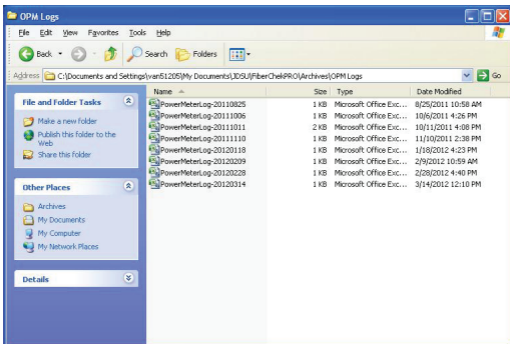 OPM Logs
File Edit View Favorites Tools Help
Back Search Folders
Address C:\Documents and Settings\van51205\My Documents\JDSU\FiberChekPRO\Archives\OPM Logs Go
File and Folder Tasks
Make a new folder
Publish this folder to the Web
Share this folder
Other Places
Archives
My Documents
My Computer
My Network Places
Details
Name Size Type Date Modified
PowerMeterLog-20110825 1 KB Microsoft Office Exc... 8/25/2011 10:58 AM
PowerMeterLog-20111006 1 KB Microsoft Office Exc... 10/6/2011 4:26 PM
PowerMeterLog-20111011 2 KB Microsoft Office Exc... 10/11/2011 4:08 PM
PowerMeterLog-20111110 1 KB Microsoft Office Exc... 11/10/2011 2:38 PM
PowerMeterLog-20120118 1 KB Microsoft Office Exc... 1/18/2012 4:23 PM
PowerMeterLog-20120209 1 KB Microsoft Office Exc... 2/9/2012 10:59 AM
PowerMeterLog-20120228 1 KB Microsoft Office Exc... 2/28/2012 4:40 PM
PowerMeterLog-20120314 1 KB Microsoft Office Exc... 3/14/2012 12:10 PM